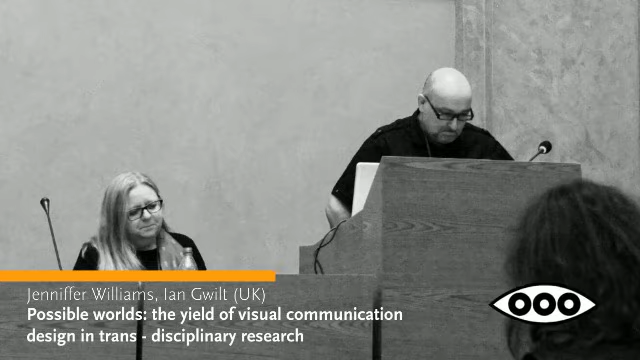 Jenniffer Williams, Ian Gwilt (UK)
Possible worlds: the yield of visual communication
design in trans - disciplinary research